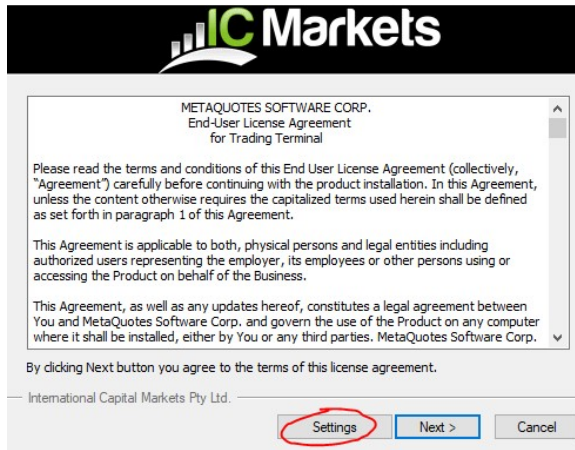 IC Markets
METAQUOTES SOFTWARE CORP.
End-User License Agreement
for Trading Terminal
Please read the terms and conditions of this End User License Agreement (collectively,
“Agreement”) carefully before continuing with the product installation. In this Agreement,
unless the content otherwise requires the capitalized terms used herein shall be defined
as set forth in paragraph 1 of this Agreement.
This Agreement is applicable to both, physical persons and legal entities including
authorized users representing the employer, its employees or other persons using or
accessing the Product on behalf of the Business.
This Agreement, as well as any updates hereof, constitutes a legal agreement between
You and MetaQuotes Software Corp. and govern the use of the Product on any computer
where it shall be installed, either by You or any third parties. MetaQuotes Software Corp.
By clicking Next button you agree to the terms of this license agreement.
International Capital Markets Pty Ltd.
Settings Next > Cancel